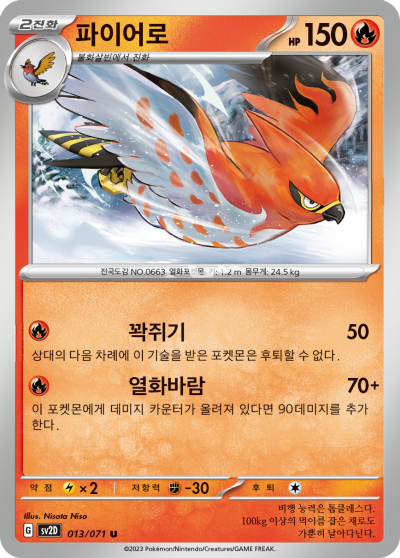 2진화
파이어로
HP 150
불화살빈에서 진화
전국도감 NO.0663 열화포켓몬 키: 1.2 m 몸무게: 24.5 kg
꽉쥐기 50
상대의 다음 차례에 이 기술을 받은 포켓몬은 후퇴할 수 없다.
열화바람 70+
이 포켓몬에게 데미지 카운터가 올려져 있다면 90데미지를 추가
한다.
약점 ×2 저항력 -30 후퇴
Illus. Nisota Niso
G SV2D 013/071 U
비행 능력은 톱클래스다.
100kg 이상의 먹이를 잡은 채로도
가뿐히 날아다닌다.
©2023 Pokémon/Nintendo/Creatures/GAME FREAK.